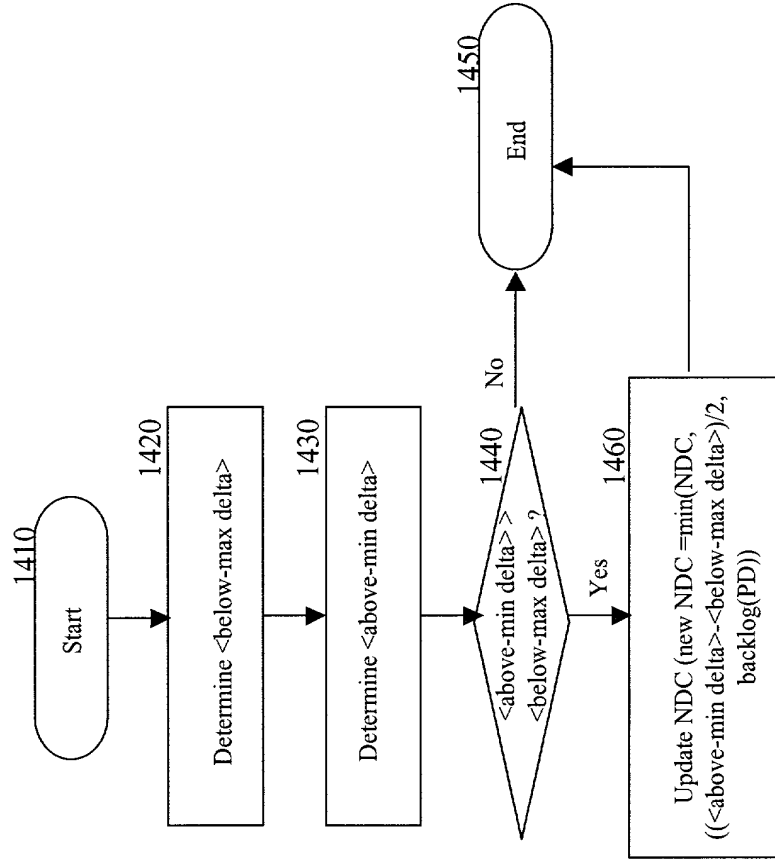 1410
Start
1420
Determine <below-max delta>
1430
Determine <above-min delta>
1440
<above-min delta> >
<below-max delta> ?
No
1450
End
Yes
1460
Update NDC (new NDC =min(NDC,
((<above-min delta>-<below-max delta>)/2,
backlog(PD))